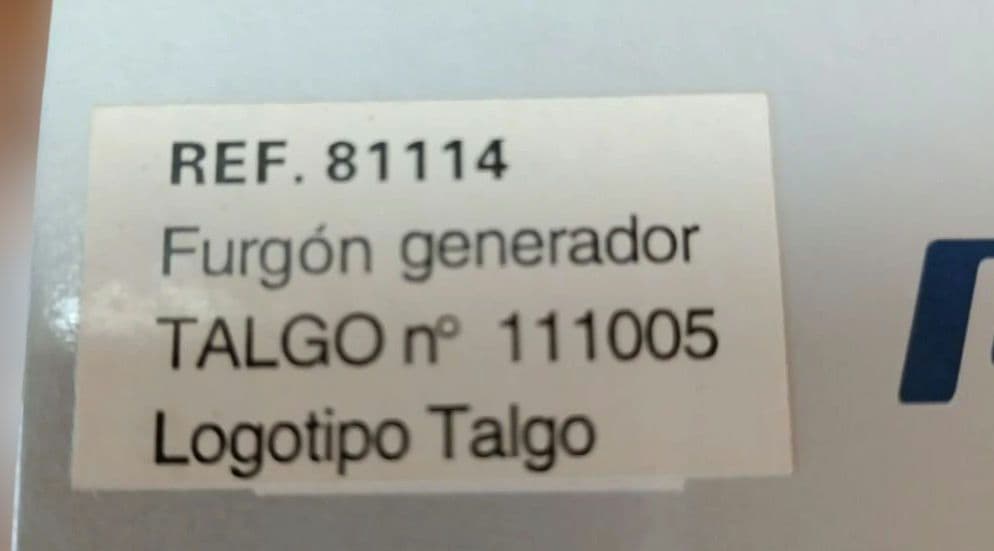 REF. 81114
Furgón generador
TALGO nº 111005
Logotipo Talgo